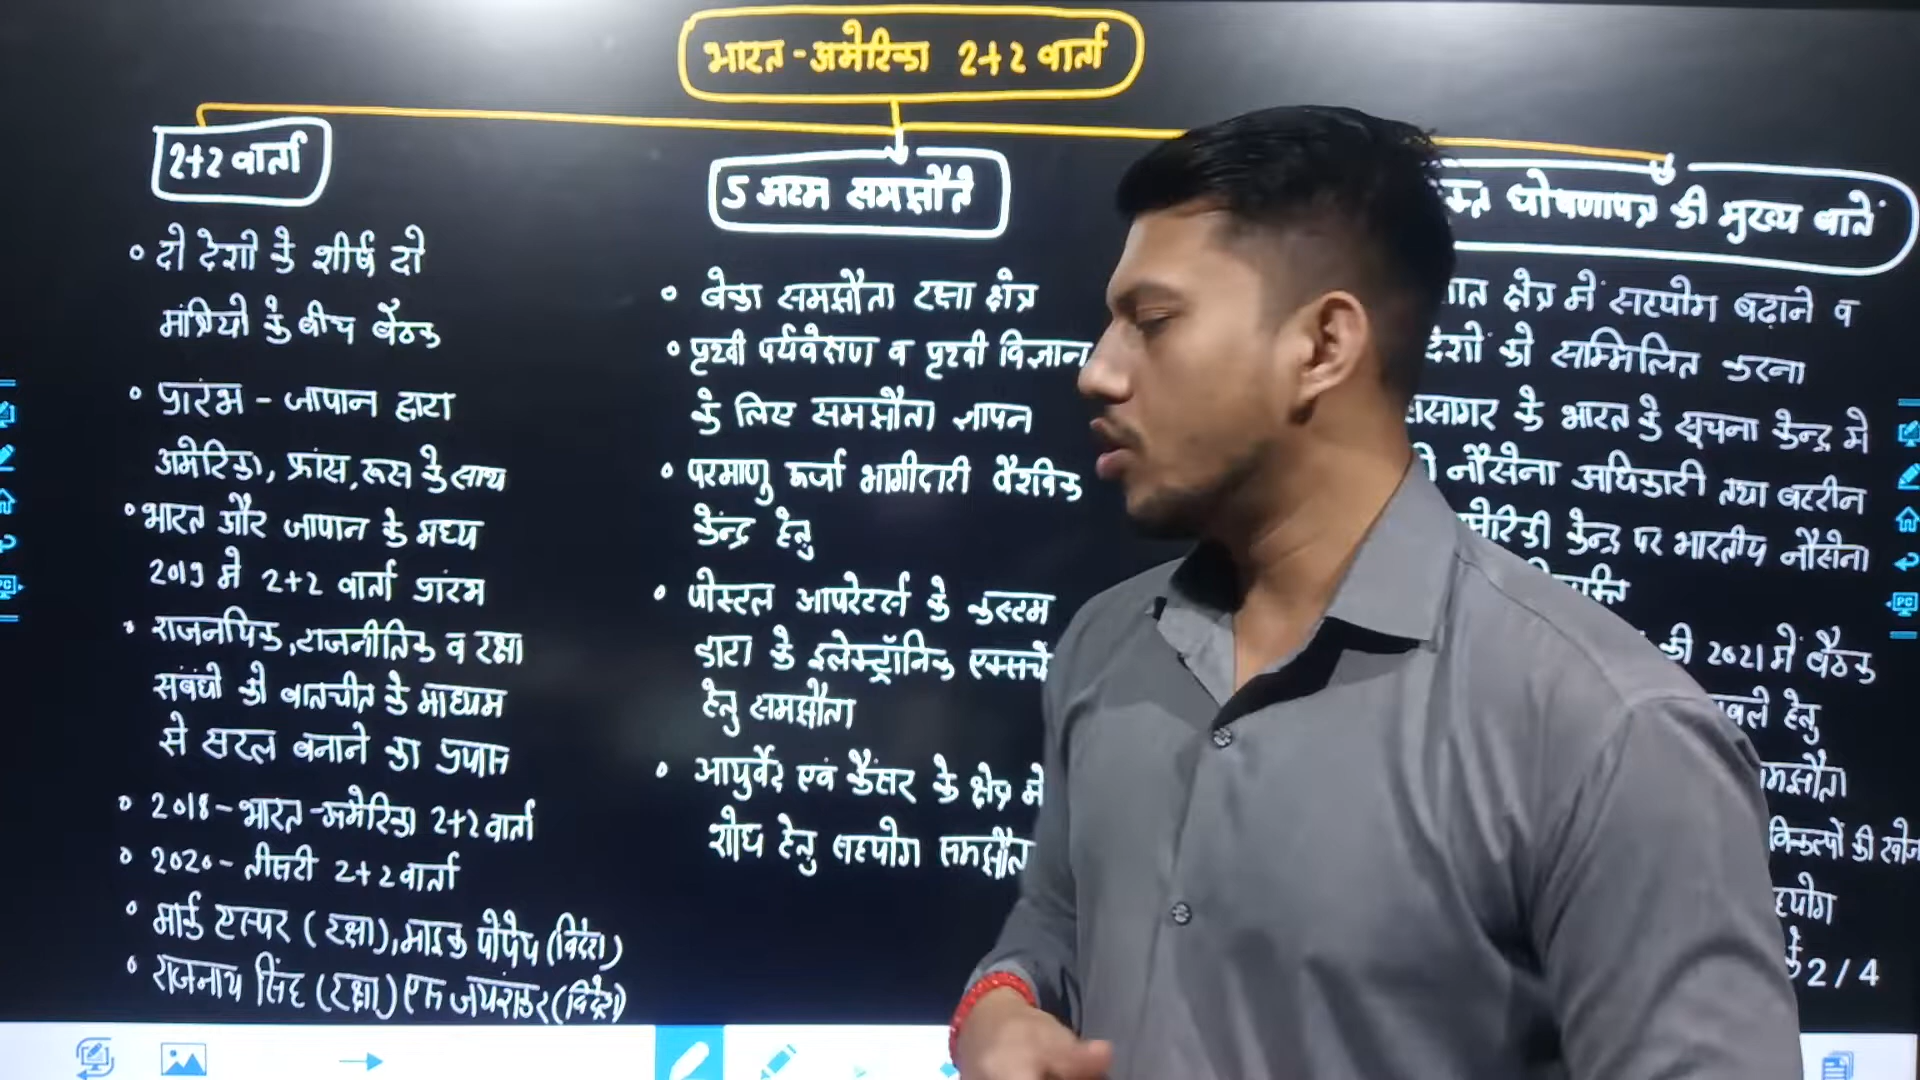 भारत - अमेरिका 2+2 वार्ता
2+2 वार्ता
• दो देशो के शीर्ष दो
मंत्रियो के बीच बैठक
• प्रारंभ - जापान द्वारा
अमेरिका, फ्रांस, रूस के साथ
• भारत और जापान के मध्य
2019 मे 2+2 वार्ता प्रारंभ
• राजनयिक, राजनीतिक व रक्षा
संबंधो को बातचीत के माध्यम
से सरल बनाने का प्रयास
• 2018 - भारत - अमेरिका 2+2 वार्ता
• 2020 - तीसरी 2+2 वार्ता
• मार्क एस्पर (रक्षा), माइक पोपेय (विदेश)
• राजनाथ सिंह (रक्षा) एस जयशंकर (विदेश)
5 अहम समझौते
• बेका समझौता रक्षा क्षेत्र
• पृथ्वी पर्यवेक्षण व पृथ्वी विज्ञान
के लिए समझौता ज्ञापन
• परमाणु ऊर्जा भागीदारी वैश्विक
केन्द्र हेतु
• पोस्टल आपरेटर्स के कस्टम
डाटा के इलेक्ट्रॉनिक एक्सचें
हेतु समझौता
• आयुर्वेद एवं कैंसर के क्षेत्र मे
शोध हेतु सहयोग समझौता
घोषणापत्र की मुख्य बातें
क्षेत्र में सहयोग बढ़ाने व
देशों को सम्मिलित करना
के भारत के सूचना केन्द्र मे
नौसेना अधिकारी तथा बहरीन
केन्द्र पर भारतीय नौसेना
की 2021 में बैठक
हेतु
समझौता
विकल्पों की खोज
के 2/4